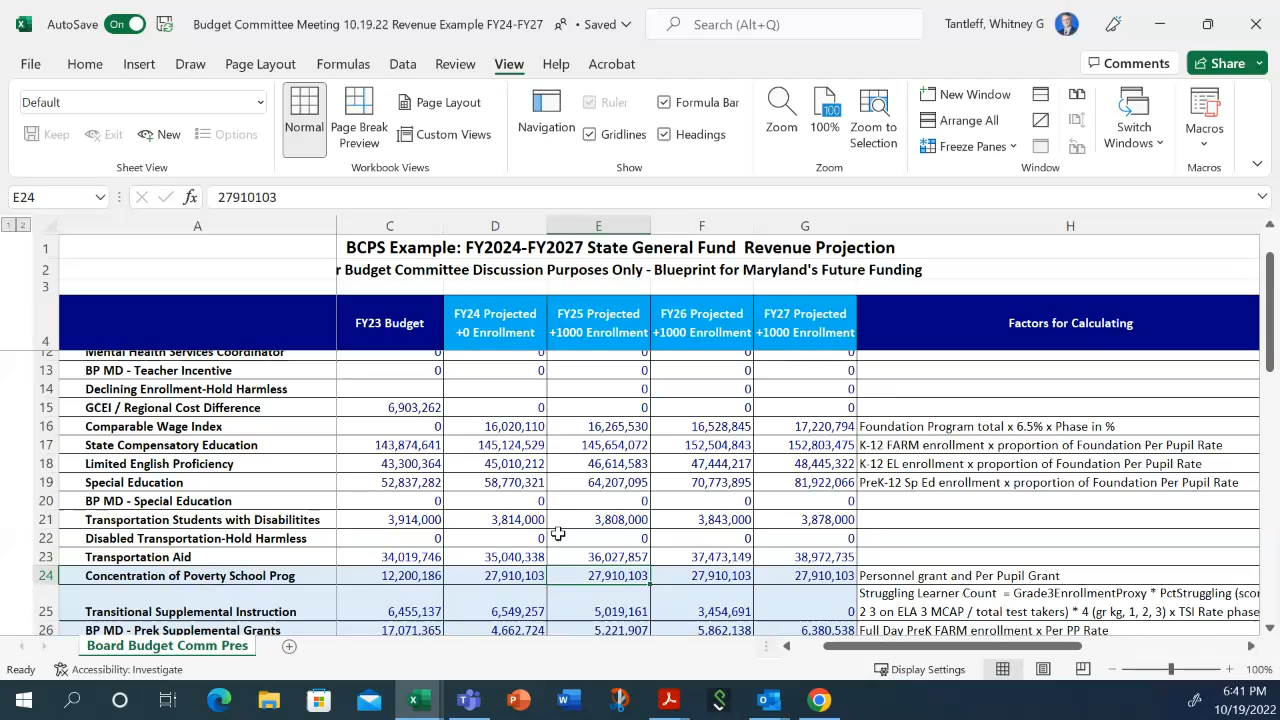 AutoSave On Budget Committee Meeting 10.19.22 Revenue Example FY24-FY27 • Saved Search (Alt+Q) Tantleff, Whitney G
File Home Insert Draw Page Layout Formulas Data Review View Help Acrobat Comments Share
Default
Keep Exit New Options
Sheet View
Normal
Page Break Preview
Page Layout
Custom Views
Workbook Views
Navigation
Ruler Formula Bar
Gridlines Headings
Show
Zoom
100
100%
Zoom to Selection
Zoom
New Window
Arrange All
Freeze Panes
Switch Windows
Window
Macros
Macros
E24 fx 27910103
1 2 A C D E F G H
1 BCPS Example: FY2024-FY2027 State General Fund Revenue Projection
2 r Budget Committee Discussion Purposes Only - Blueprint for Maryland's Future Funding
3
4 FY23 Budget FY24 Projected +0 Enrollment FY25 Projected +1000 Enrollment FY26 Projected +1000 Enrollment FY27 Projected +1000 Enrollment Factors for Calculating
12 Mental Health Services Coordinator 0 0 0 0 0
13 BP MD - Teacher Incentive 0 0 0 0 0
14 Declining Enrollment-Hold Harmless 0 0 0
15 GCEI / Regional Cost Difference 6,903,262 0 0 0 0
16 Comparable Wage Index 0 16,020,110 16,265,530 16,528,845 17,220,794 Foundation Program total x 6.5% x Phase in %
17 State Compensatory Education 143,874,641 145,124,529 145,654,072 152,504,843 152,803,475 K-12 FARM enrollment x proportion of Foundation Per Pupil Rate
18 Limited English Proficiency 43,300,364 45,010,212 46,614,583 47,444,217 48,445,322 K-12 EL enrollment x proportion of Foundation Per Pupil Rate
19 Special Education 52,837,282 58,770,321 64,207,095 70,773,895 81,922,066 PreK-12 Sp Ed enrollment x proportion of Foundation Per Pupil Rate
20 BP MD - Special Education 0 0 0 0 0
21 Transportation Students with Disabilitites 3,914,000 3,814,000 3,808,000 3,843,000 3,878,000
22 Disabled Transportation-Hold Harmless 0 0 0 0 0
23 Transportation Aid 34,019,746 35,040,338 36,027,857 37,473,149 38,972,735
24 Concentration of Poverty School Prog 12,200,186 27,910,103 27,910,103 27,910,103 27,910,103 Personnel grant and Per Pupil Grant
Struggling Learner Count = Grade3EnrollmentProxy * PctStruggling (scor
25 Transitional Supplemental Instruction 6,455,137 6,549,257 5,019,161 3,454,691 0 2 3 on ELA 3 MCAP / total test takers) * 4 (gr kg, 1, 2, 3) x TSI Rate phase
26 BP MD - Prek Supplemental Grants 17,071,365 4,662,724 5,221,907 5,862,138 6,380,538 Full Day PreK FARM enrollment x Per PP Rate
Board Budget Comm Pres
Ready Accessibility: Investigate Display Settings 100%
6:41 PM
10/19/2022